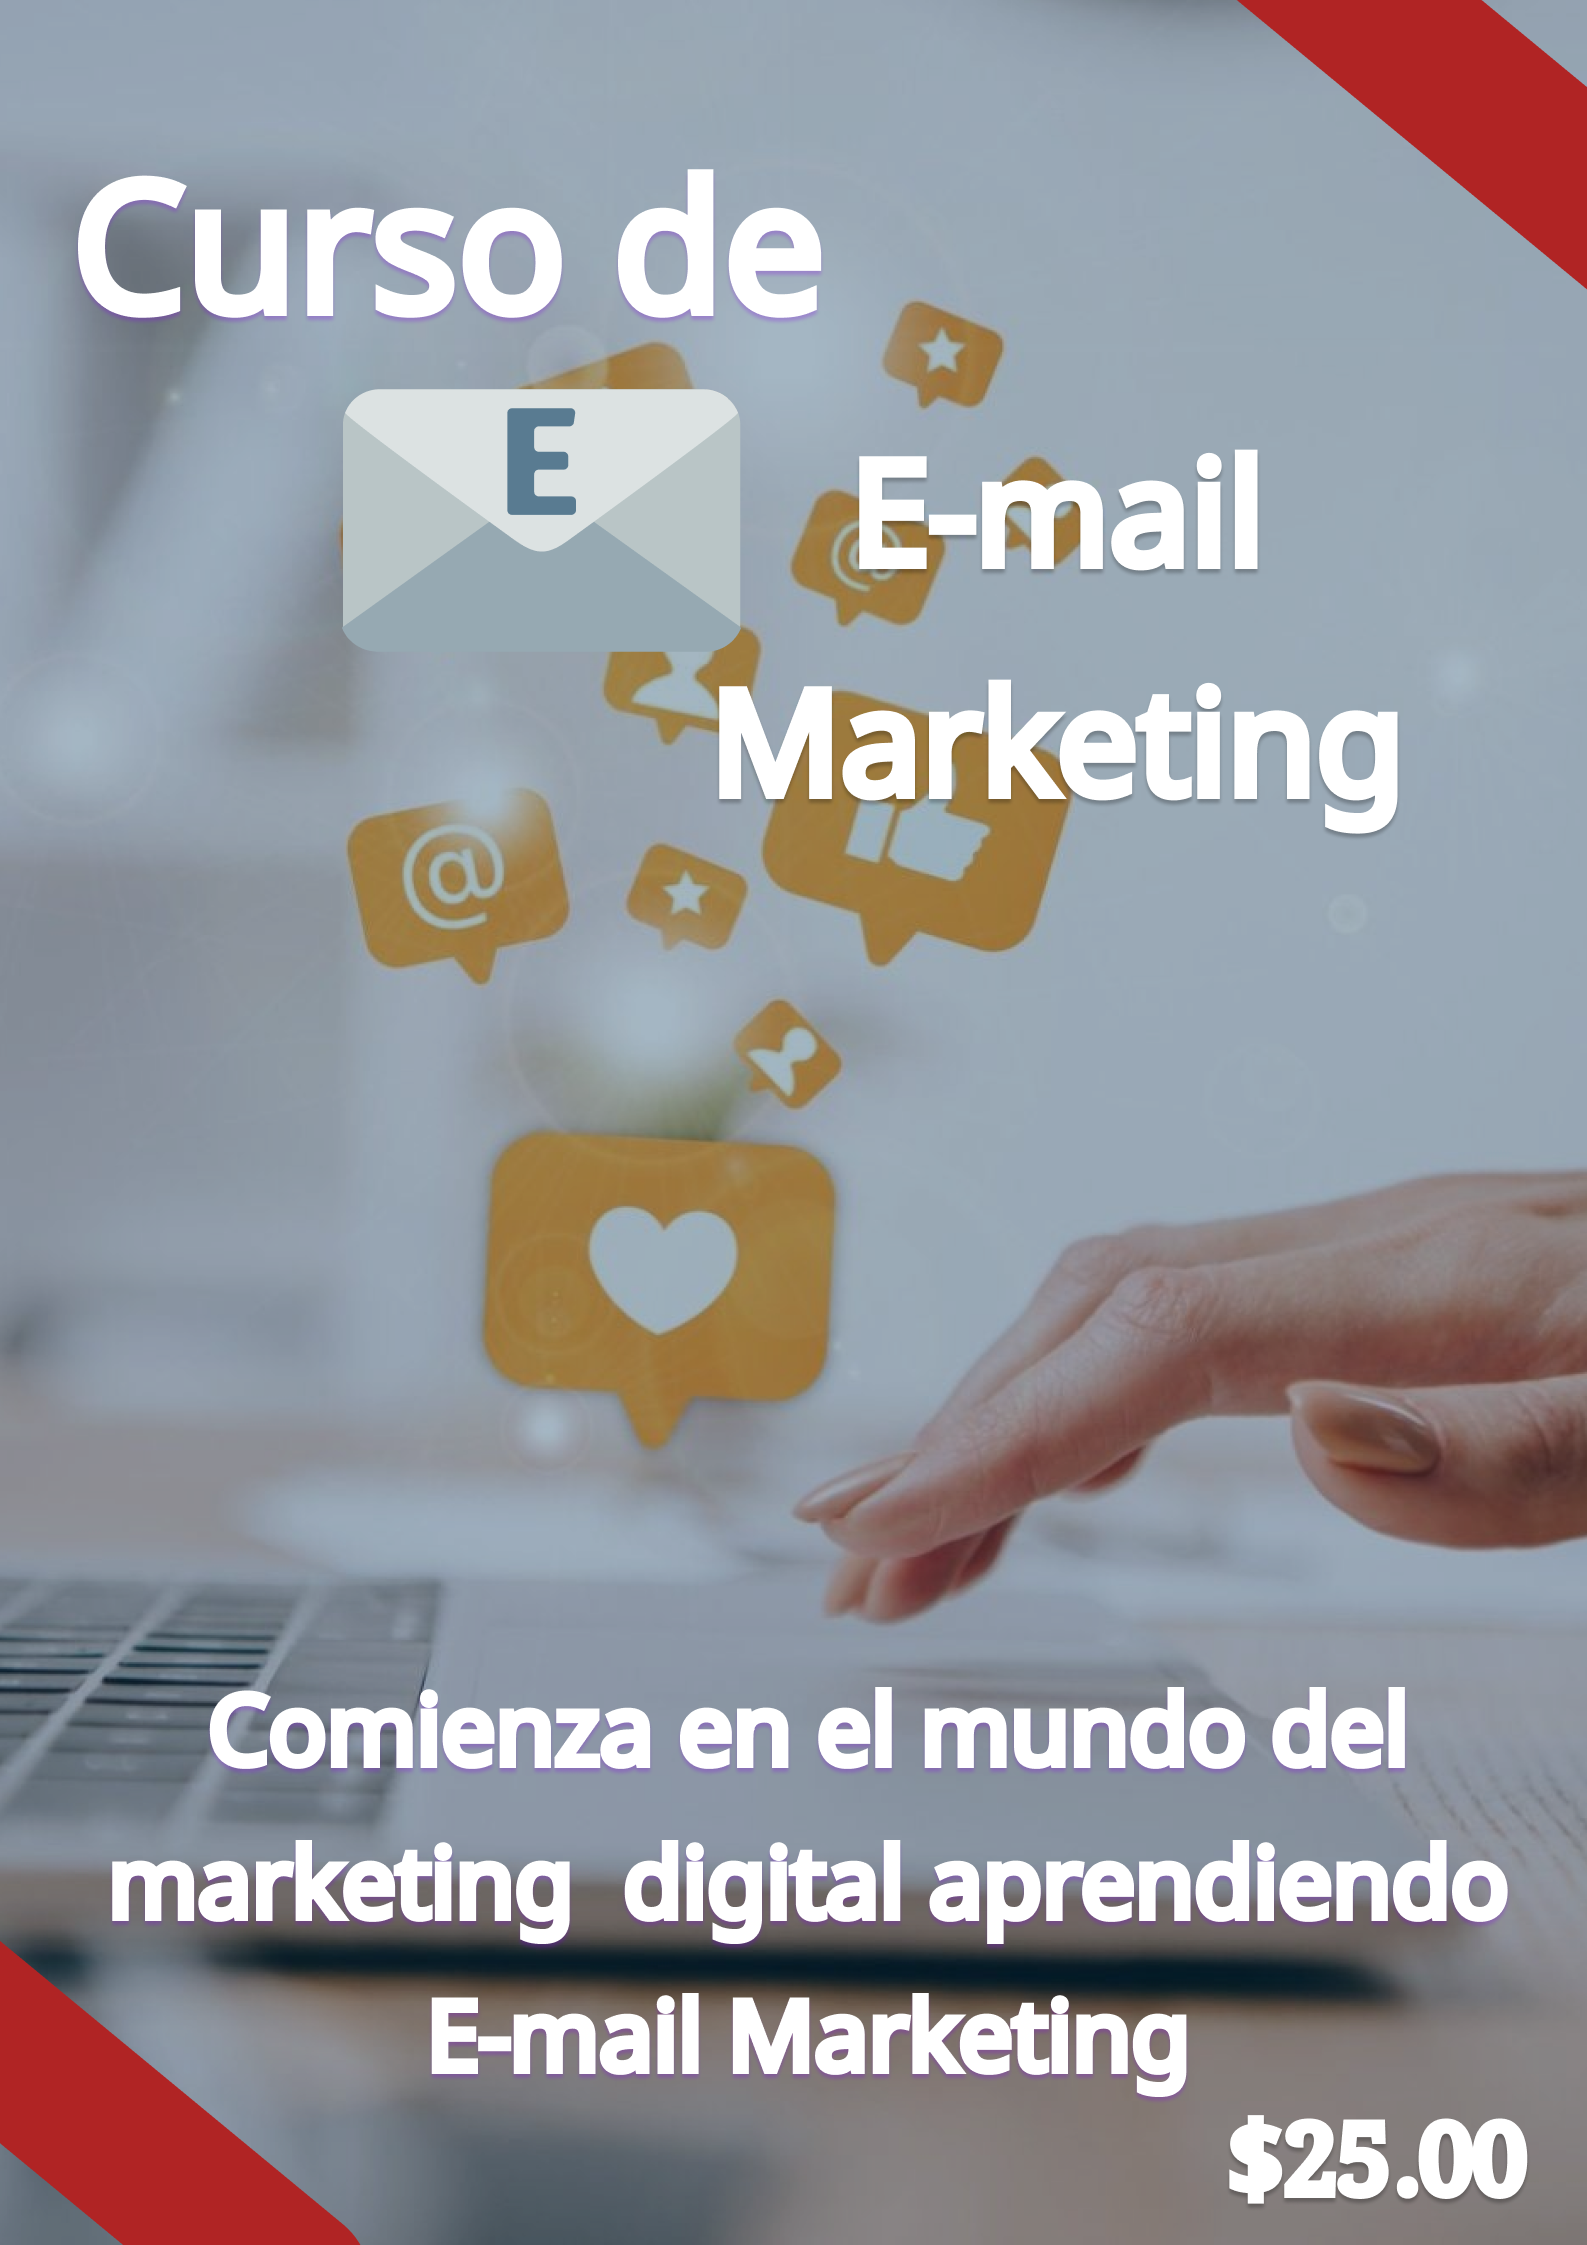 Curso de
E
E-mail
Marketing
@
@
Comienza en el mundo del
marketing  digital aprendiendo
E-mail Marketing
$25.00